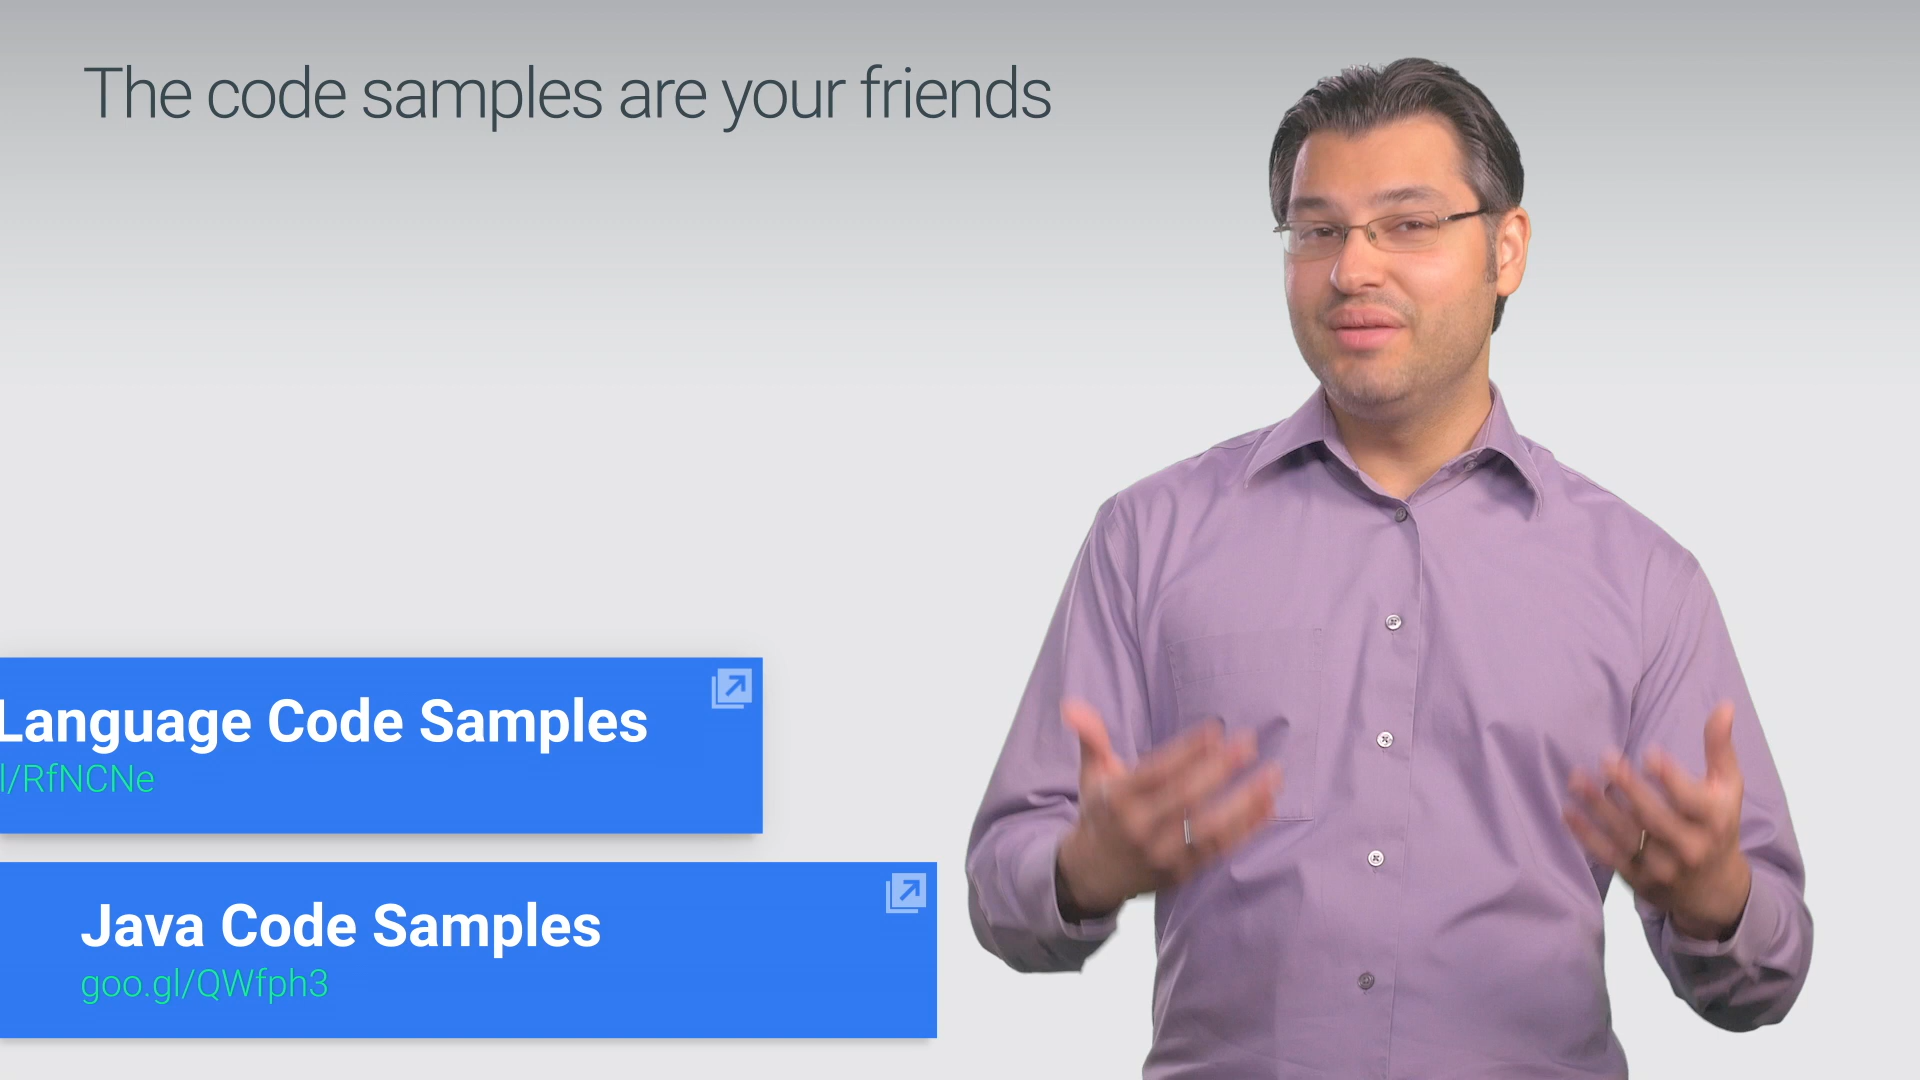 The code samples are your friends
Language Code Samples
l/RfNCNe
Java Code Samples
goo.gl/QWfph3